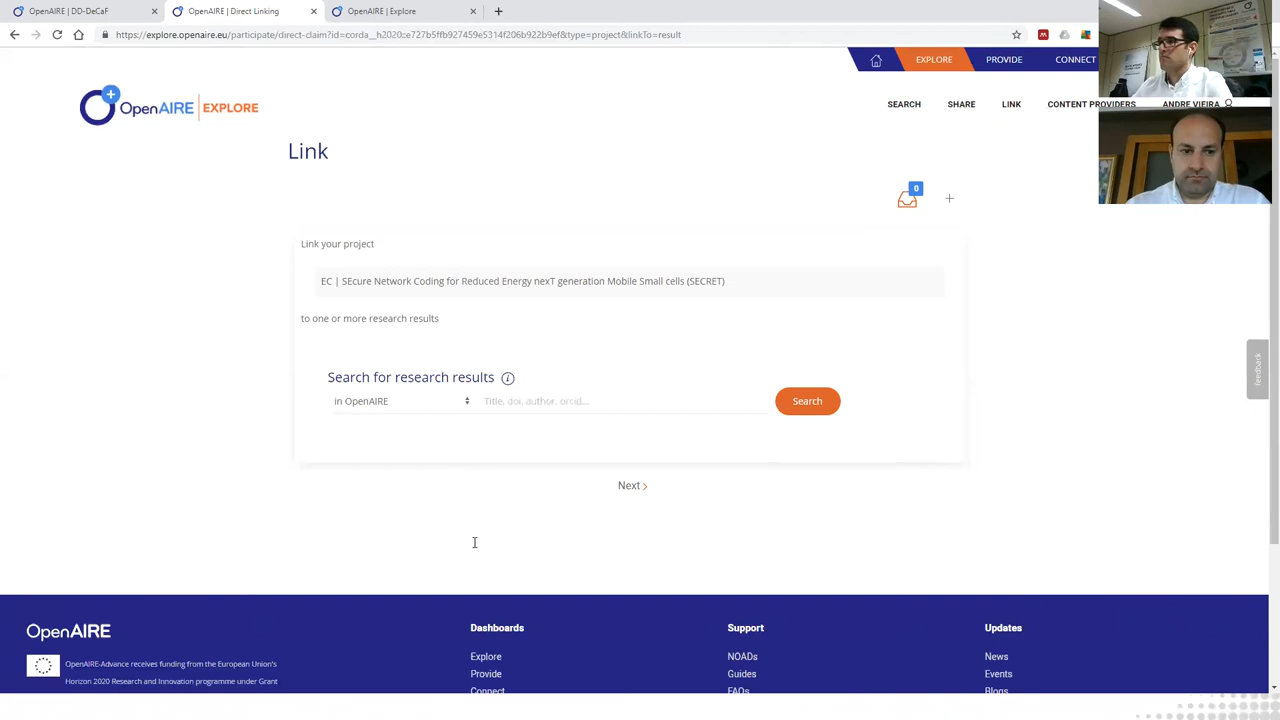 OpenAIRE | DD-DeCaF
OpenAIRE | Direct Linking
OpenAIRE | Explore
https://explore.openaire.eu/participate/direct-claim?id=corda__h2020::e727b5ffb927459e5314f206b922b9ef&type=project&linkTo=result
EXPLORE
PROVIDE
CONNECT
OpenAIRE | EXPLORE
SEARCH
SHARE
LINK
CONTENT PROVIDERS
ANDRE VIEIRA
Link
0
Link your project
EC | SEcure Network Coding for Reduced Energy nexT generation Mobile Small cells (SECRET)
to one or more research results
Search for research results
in OpenAIRE
Title, doi, author, orcid...
Search
Next
Feedback
OpenAIRE
OpenAIRE-Advance receives funding from the European Union's
Horizon 2020 Research and Innovation programme under Grant
Dashboards
Explore
Provide
Connect
Support
NOADs
Guides
FAQs
Updates
News
Events
Blogs